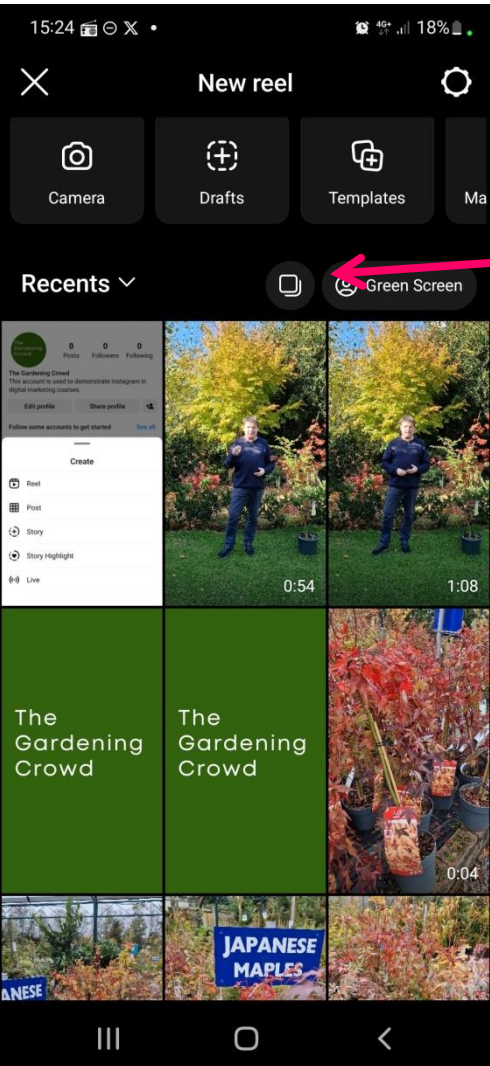 15:24
4G+
18%
New reel
Camera
Drafts
Templates
Ma
Recents
Green Screen
The Gardening Crowd
0 0 0
Posts Followers Following
The Gardening Crowd
This account is used to demonstrate Instagram in
digital marketing courses
Edit profile Share profile
Follow some accounts to get started See all
Create
Reel
Post
Story
Story Highlight
Live
0:54
1:08
The
Gardening
Crowd
The
Gardening
Crowd
0:04
ANESE
JAPANESE
MAPLES